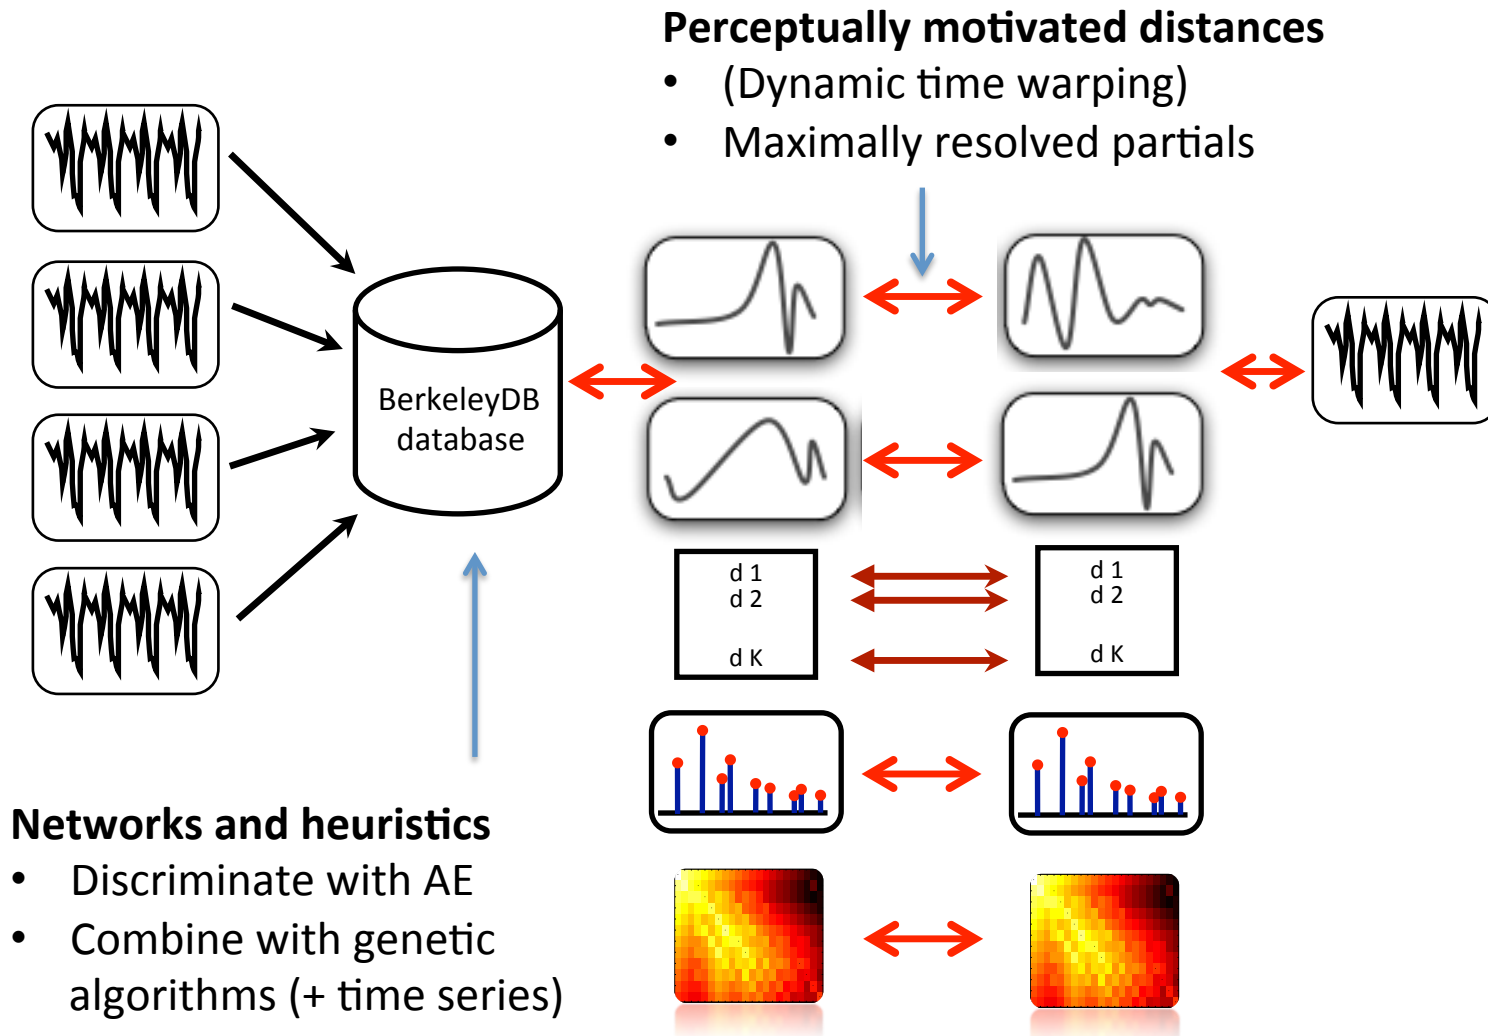 Perceptually motivated distances
• (Dynamic time warping)
• Maximally resolved partials
BerkeleyDB
database
d 1
d 2
d K
d 1
d 2
d K
Networks and heuristics
• Discriminate with AE
• Combine with genetic
algorithms (+ time series)